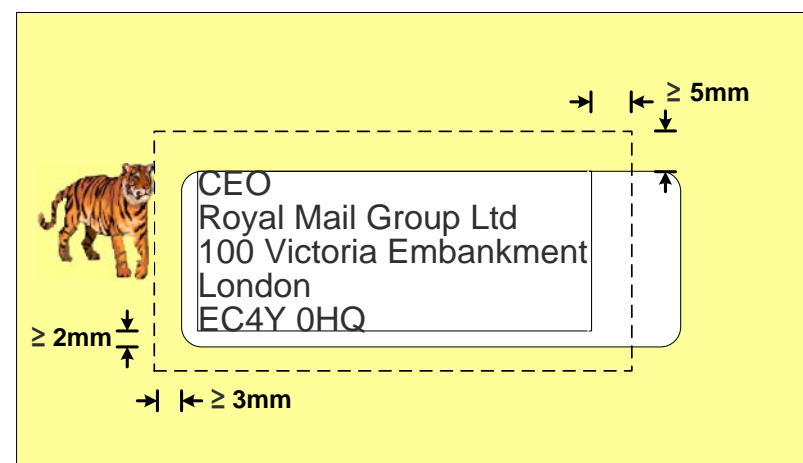 ≥ 5mm
CEO
Royal Mail Group Ltd
100 Victoria Embankment
London
EC4Y 0HQ
≥ 2mm
≥ 3mm